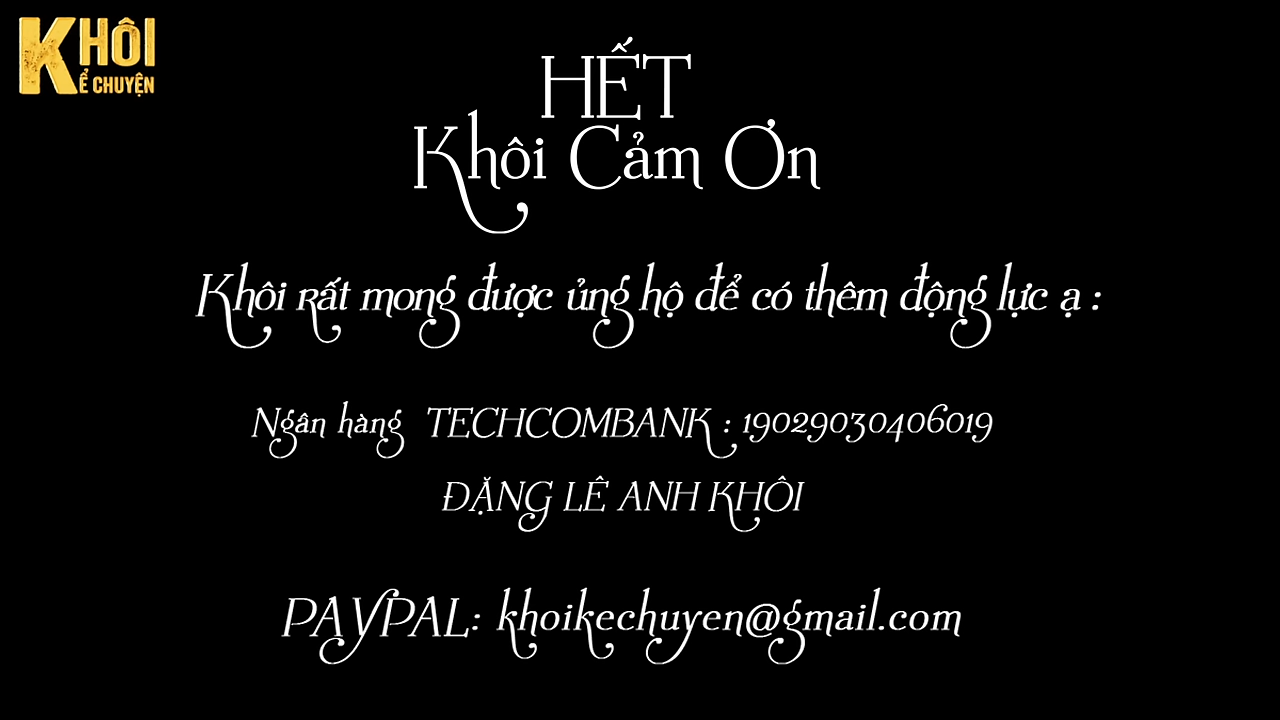 KHÔI
Ể CHUYỆN
HẾT
Khôi Cảm Ơn
Khôi rất mong được ủng hộ để có thêm động lực ạ :
Ngân hàng TECHCOMBANK : 19029030406019
ĐẶNG LÊ ANH KHÔI
PAYPAL: khoikechuyen@gmail.com